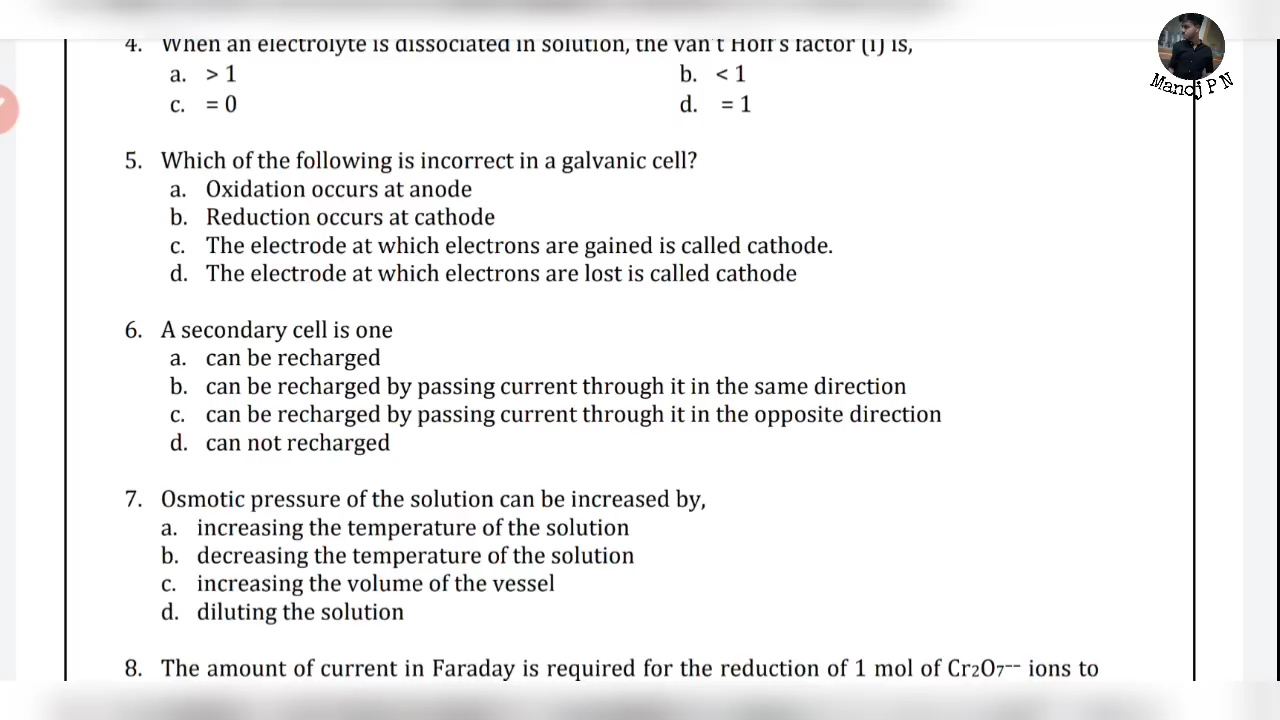 Manoj P N
4. When an electrolyte is dissociated in solution, the van't Hoff's factor (i) is,
a. > 1
b. < 1
c. = 0
d. = 1
5. Which of the following is incorrect in a galvanic cell?
a. Oxidation occurs at anode
b. Reduction occurs at cathode
c. The electrode at which electrons are gained is called cathode.
d. The electrode at which electrons are lost is called cathode
6. A secondary cell is one
a. can be recharged
b. can be recharged by passing current through it in the same direction
c. can be recharged by passing current through it in the opposite direction
d. can not recharged
7. Osmotic pressure of the solution can be increased by,
a. increasing the temperature of the solution
b. decreasing the temperature of the solution
c. increasing the volume of the vessel
d. diluting the solution
8. The amount of current in Faraday is required for the reduction of 1 mol of Cr2O7-- ions to